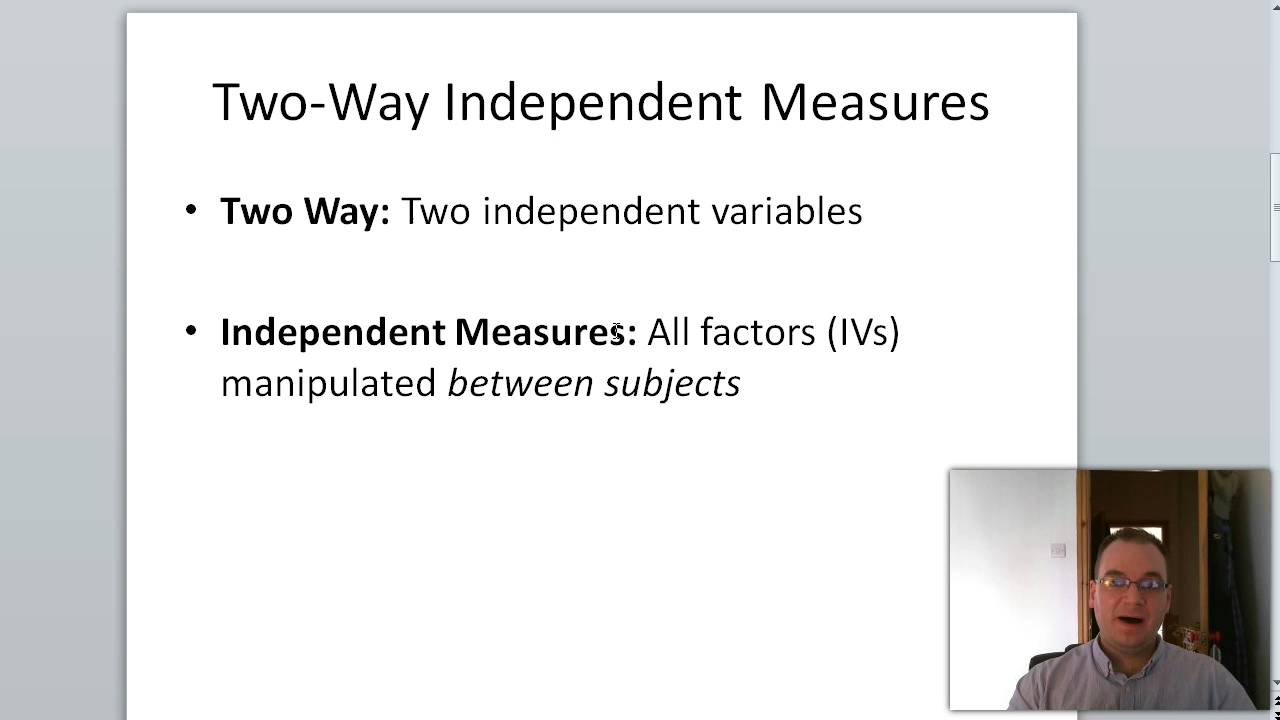 Two-Way Independent Measures
• Two Way: Two independent variables
• Independent Measures: All factors (IVs)
manipulated between subjects